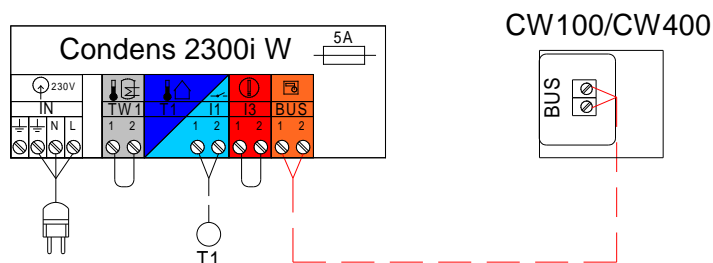 CW100/CW400
Condens 2300i W
5A
230V
IN
TW1
T1
I1
I3
BUS
N L
1 2
1 2
1 2
1 2
BUS
T1